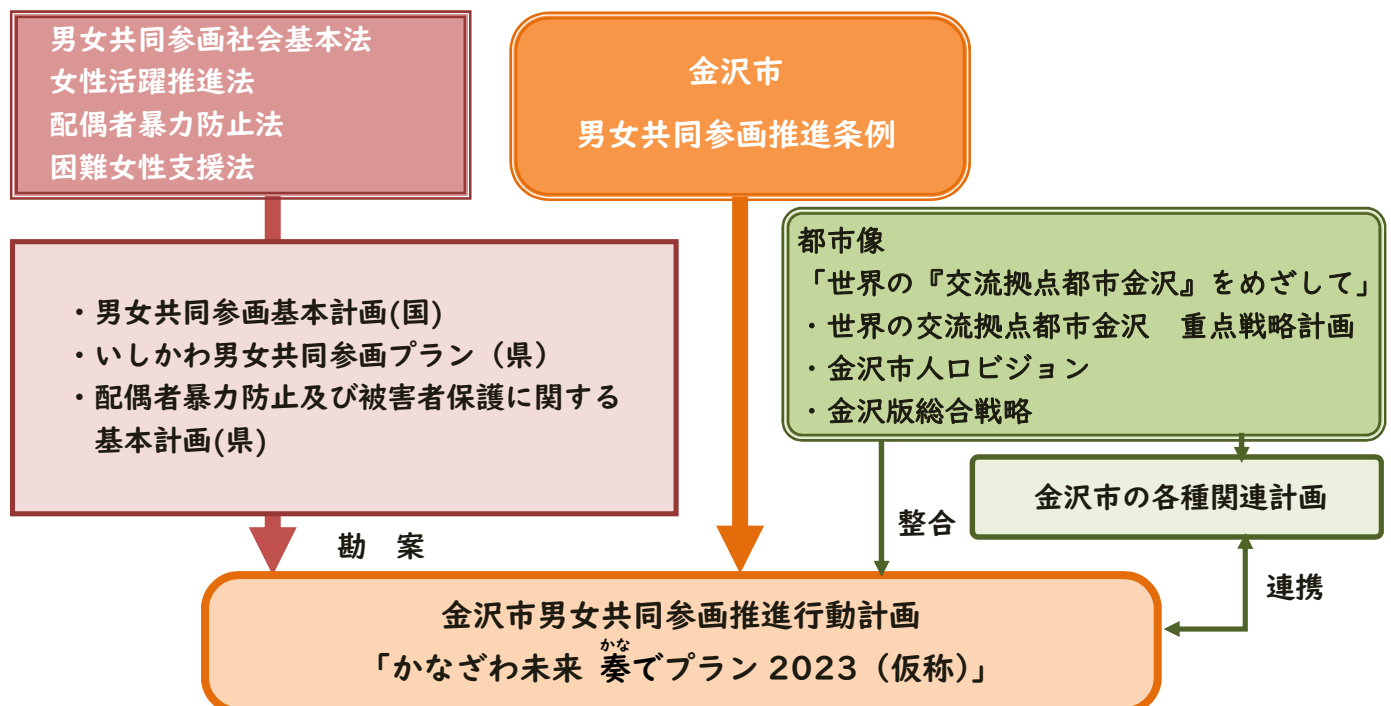 男女共同参画社会基本法
女性活躍推進法
配偶者暴力防止法
困難女性支援法
金沢市
男女共同参画推進条例
・男女共同参画基本計画(国)
・いしかわ男女共同参画プラン（県）
・配偶者暴力防止及び被害者保護に関する
基本計画(県)
都市像
「世界の『交流拠点都市金沢』をめざして」
・世界の交流拠点都市金沢　重点戦略計画
・金沢市人口ビジョン
・金沢版総合戦略
金沢市の各種関連計画
整合
勘　案
連携
金沢市男女共同参画推進行動計画
かな
「かなざわ未来 奏でプラン 2023（仮称）」